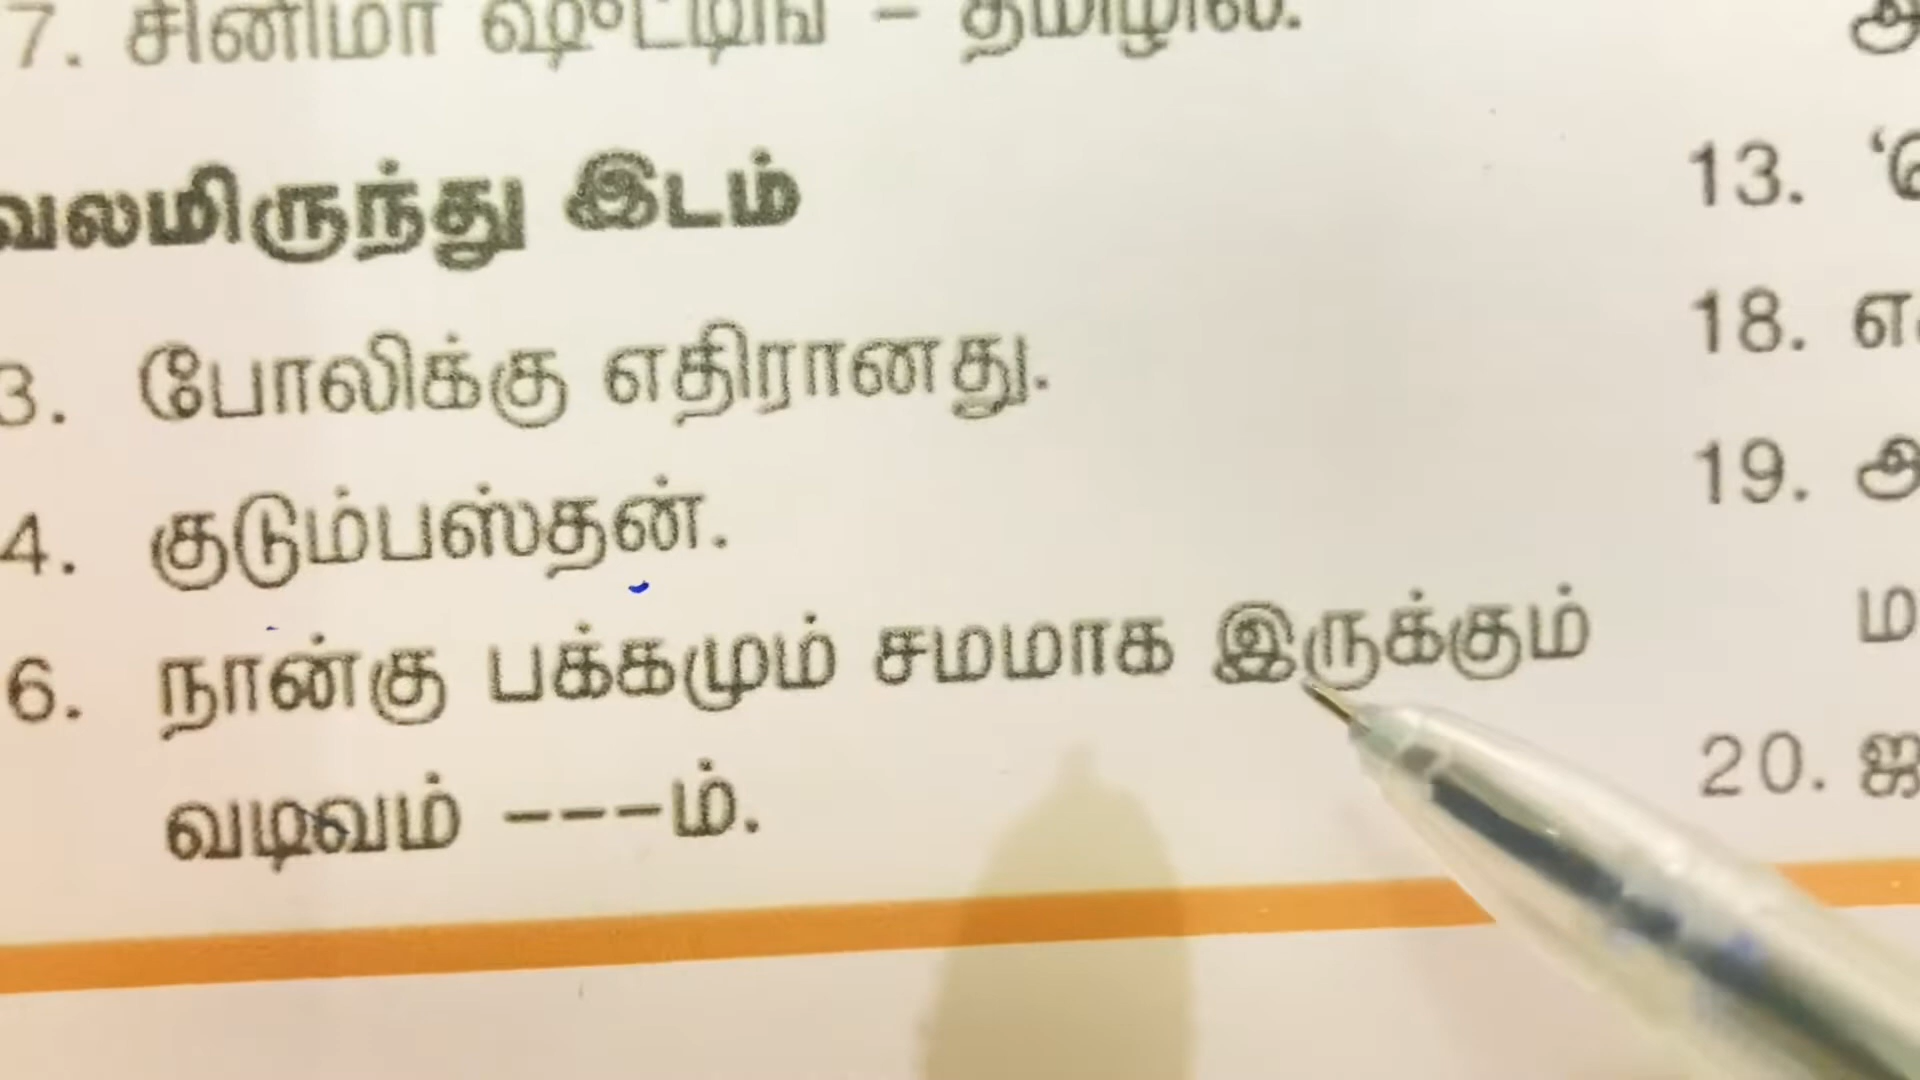 7. சினிமா ஷூட்டிங் - தமிழில்.
வலமிருந்து இடம்
3. போலிக்கு எதிரானது.
4. குடும்பஸ்தன்.
6. நான்கு பக்கமும் சமமாக இருக்கும்
வடிவம் ---ம்.
13.
18.
19.
20.